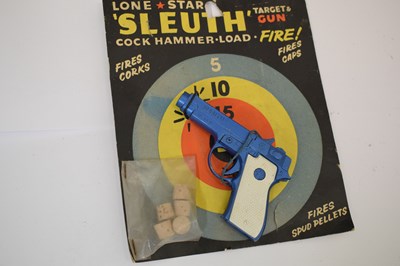 LONE ★ STAR
'SLEUTH' TARGET &
GUN
COCK HAMMER • LOAD • FIRE!
FIRES
CORKS
FIRES
CAPS
5
10
15
FIRES
SPUD PELLETS